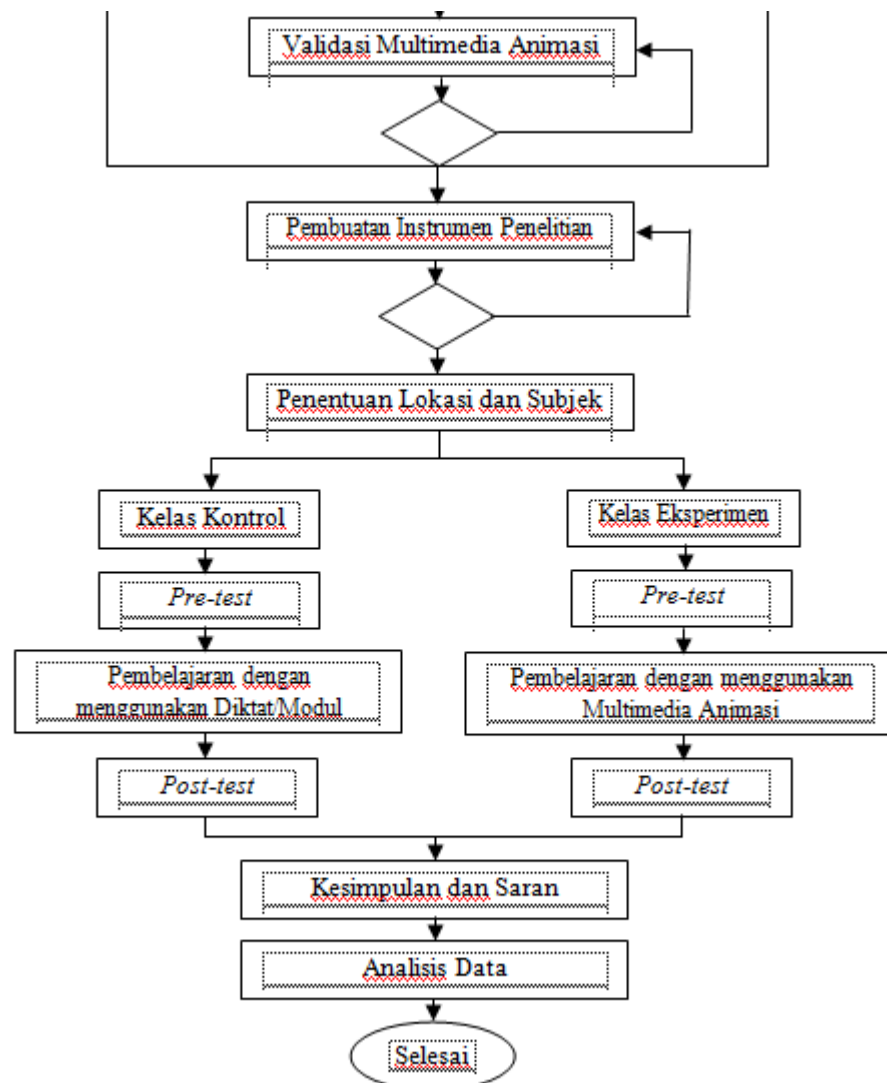 Validasi Multimedia Animasi
Pembuatan Instrumen Penelitian
Penentuan Lokasi dan Subjek
Kelas Kontrol
Kelas Eksperimen
Pre-test
Pre-test
Pembelajaran dengan
menggunakan Diktat/Modul
Pembelajaran dengan menggunakan
Multimedia Animasi
Post-test
Post-test
Kesimpulan dan Saran
Analisis Data
Selesai